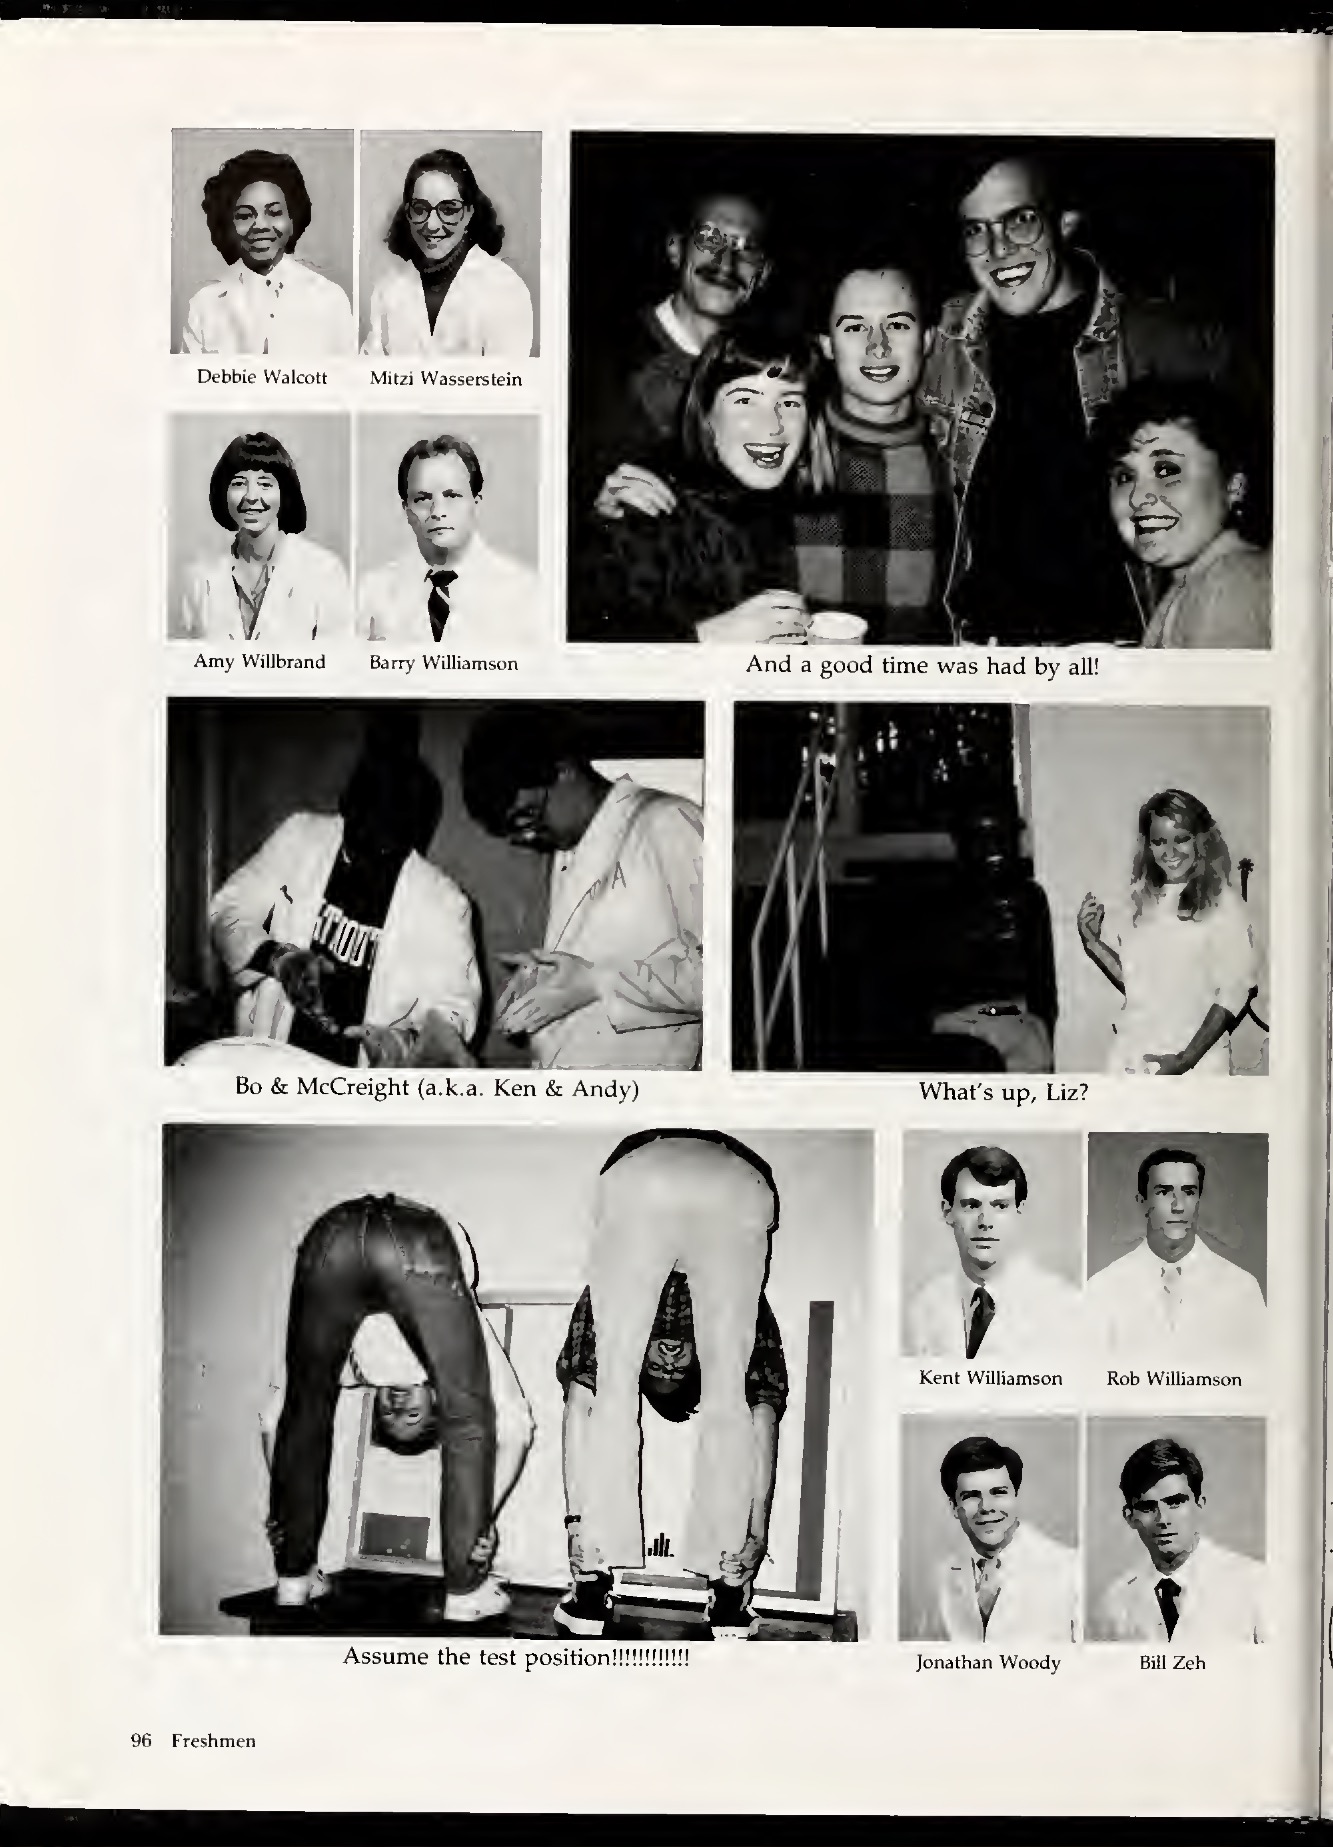 Debbie Walcott
Mitzi Wasserstein
Amy Willbrand
Barry Williamson
And a good time was had by all!
Bo & McCreight (a.k.a. Ken & Andy)
What's up, Liz?
Assume the test position!!!!!!!!!!!!
Kent Williamson
Rob Williamson
Jonathan Woody
Bill Zeh
96 Freshmen